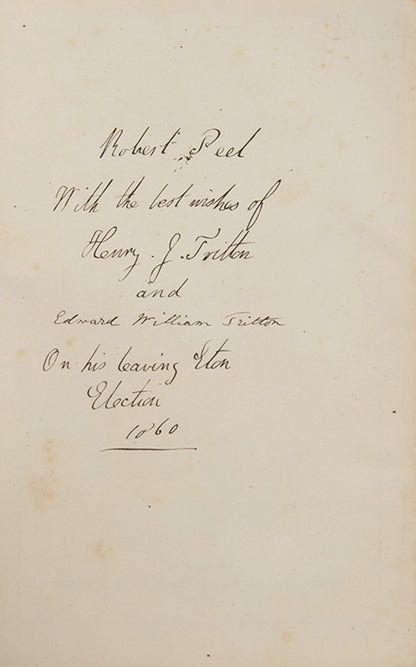 Robert Peel
With the best wishes of
Henry. J. Tritton
and
Edward William Tritton
On his leaving Eton
Election
1860